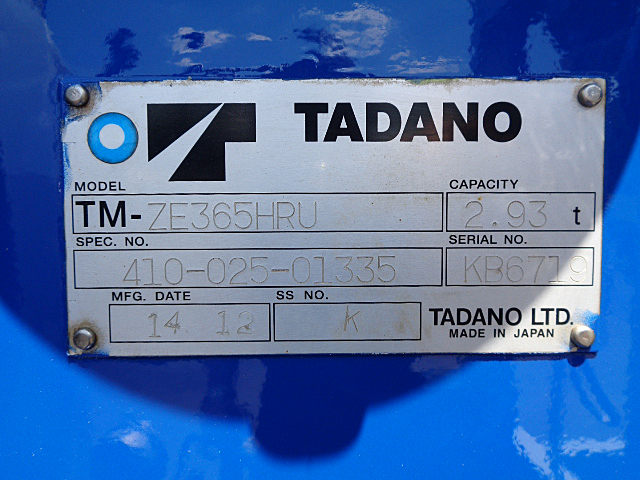 TADANO
MODEL
TM-ZE365HRU
CAPACITY
2.93 t
SPEC. NO.
410-025-01335
SERIAL NO.
KB6719
MFG. DATE
14 12
SS NO.
K
TADANO LTD.
MADE IN JAPAN